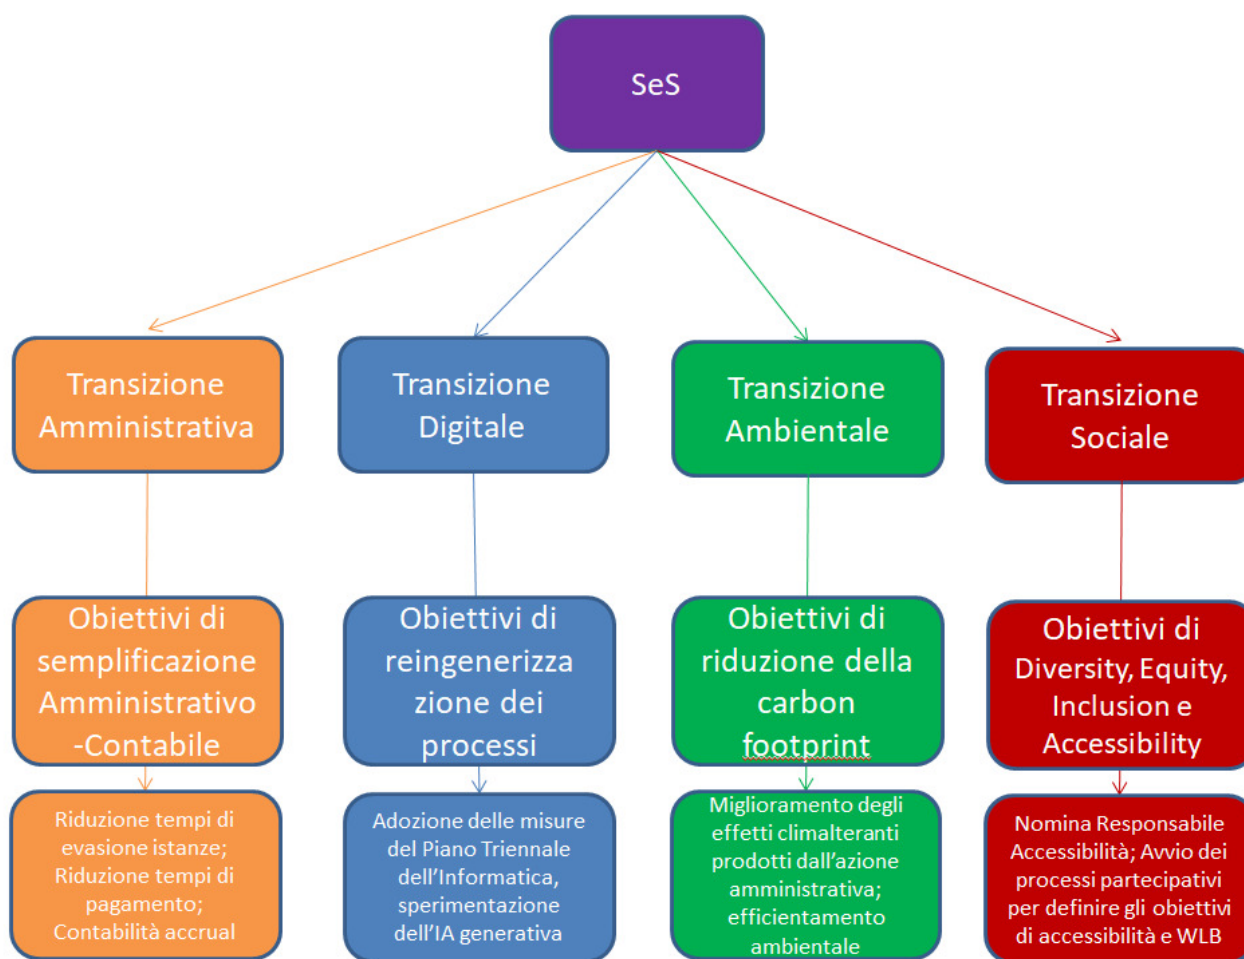 SeS
Transizione
Amministrativa
Transizione
Digitale
Transizione
Ambientale
Transizione
Sociale
Obiettivi di
semplificazione
Amministrativo
-Contabile
Obiettivi di
reingenerizza
zione dei
processi
Obiettivi di
riduzione della
carbon
footprint
Obiettivi di
Diversity, Equity,
Inclusion e
Accessibility
Riduzione tempi di
evasione istanze;
Riduzione tempi di
pagamento;
Contabilità accrual
Adozione delle misure
del Piano Triennale
dell’Informatica,
sperimentazione
dell’IA generativa
Miglioramento degli
effetti climalteranti
prodotti dall’azione
amministrativa;
efficientamento
ambientale
Nomina Responsabile
Accessibilità; Avvio dei
processi partecipativi
per definire gli obiettivi
di accessibilità e WLB